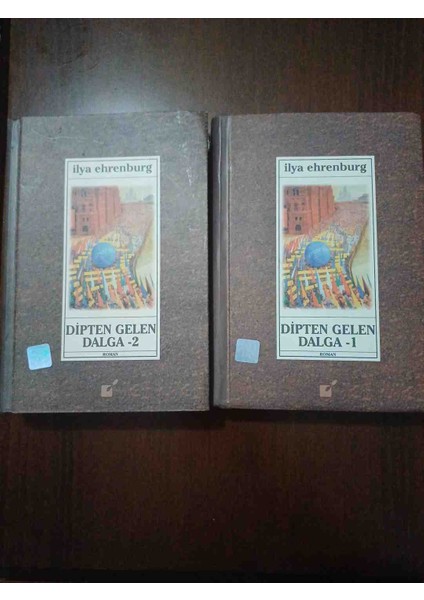 ilya ehrenburg
DİPTEN GELEN
DALGA -2
ROMAN
ilya ehrenburg
DİPTEN GELEN
DALGA -1
ROMAN